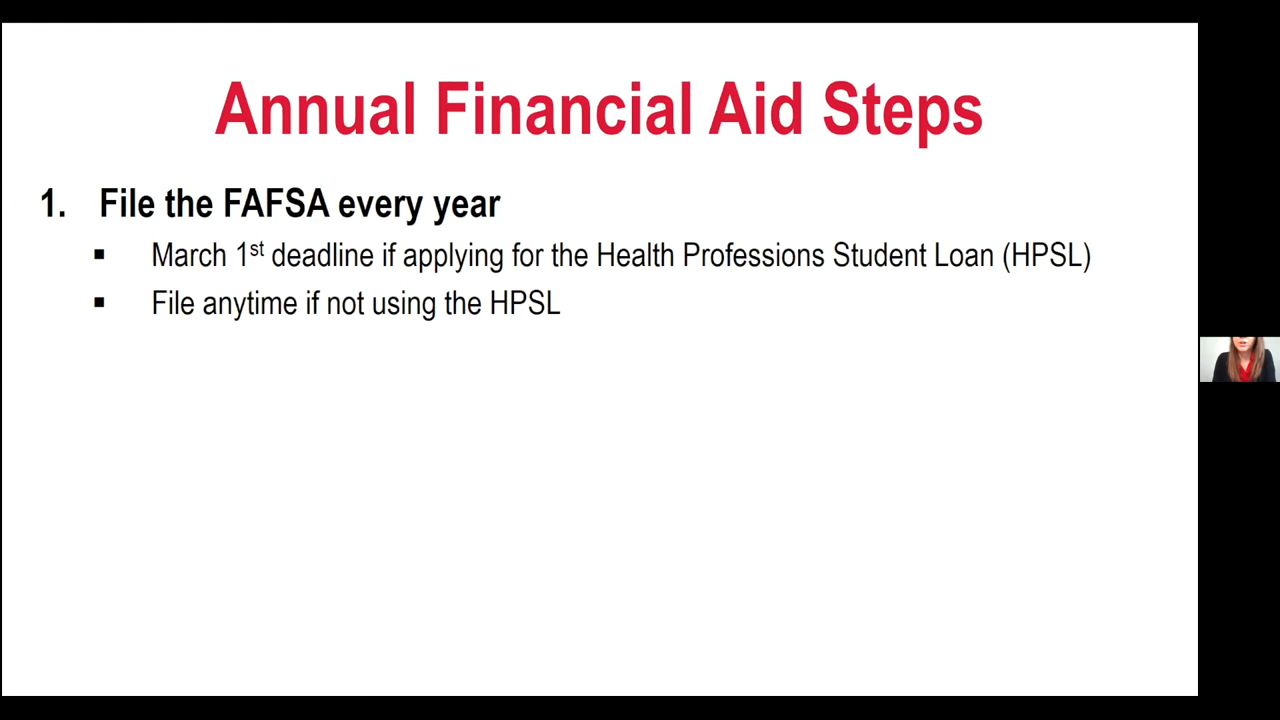 Annual Financial Aid Steps
1. File the FAFSA every year
▪ March 1st deadline if applying for the Health Professions Student Loan (HPSL)
▪ File anytime if not using the HPSL